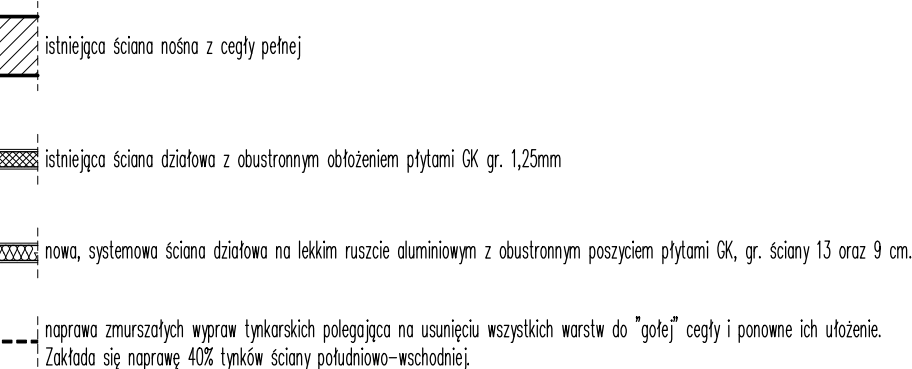 istniejąca ściana nośna z cegły pełnej
istniejąca ściana działowa z obustronnym obłożeniem płytami GK gr. 1,25mm
nowa, systemowa ściana działowa na lekkim ruszcie aluminiowym z obustronnym poszyciem płytami GK, gr. ściany 13 oraz 9 cm.
naprawa zmurszałych wypraw tynkarskich polegająca na usunięciu wszystkich warstw do "gołej" cegły i ponowne ich ułożenie.
Zakłada się naprawę 40% tynków ściany południowo-wschodniej.